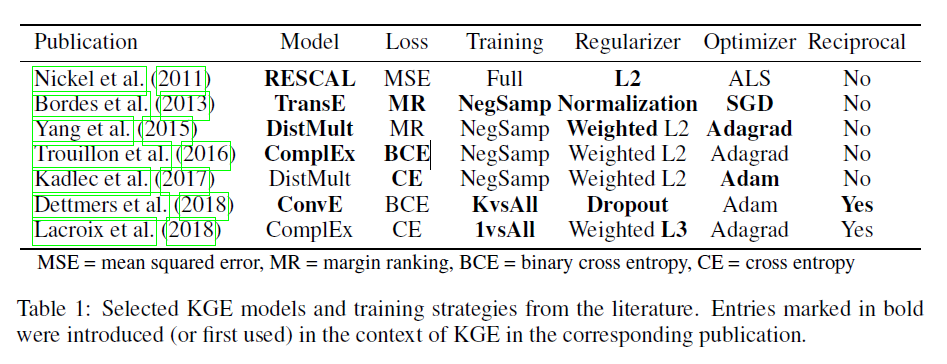 Publication Model Loss Training Regularizer Optimizer Reciprocal
Nickel et al. (2011) RESCAL MSE Full L2 ALS No
Bordes et al. (2013) TransE MR NegSamp Normalization SGD No
Yang et al. (2015) DistMult MR NegSamp Weighted L2 Adagrad No
Trouillon et al. (2016) ComplEx BCE NegSamp Weighted L2 Adagrad No
Kadlec et al. (2017) DistMult CE NegSamp Weighted L2 Adam No
Dettmers et al. (2018) ConvE BCE KvsAll Dropout Adam Yes
Lacroix et al. (2018) ComplEx CE 1vsAll Weighted L3 Adagrad Yes
MSE = mean squared error, MR = margin ranking, BCE = binary cross entropy, CE = cross entropy
Table 1: Selected KGE models and training strategies from the literature. Entries marked in bold
were introduced (or first used) in the context of KGE in the corresponding publication.